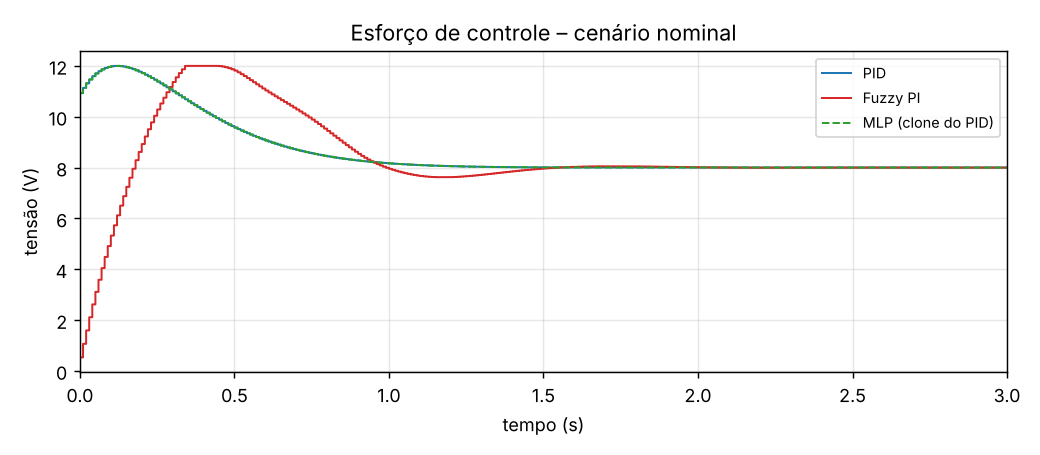 Esforço de controle – cenário nominal
PID
Fuzzy PI
MLP (clone do PID)
tensão (V)
12
10
8
6
4
2
0
0.0 0.5 1.0 1.5 2.0 2.5 3.0
tempo (s)